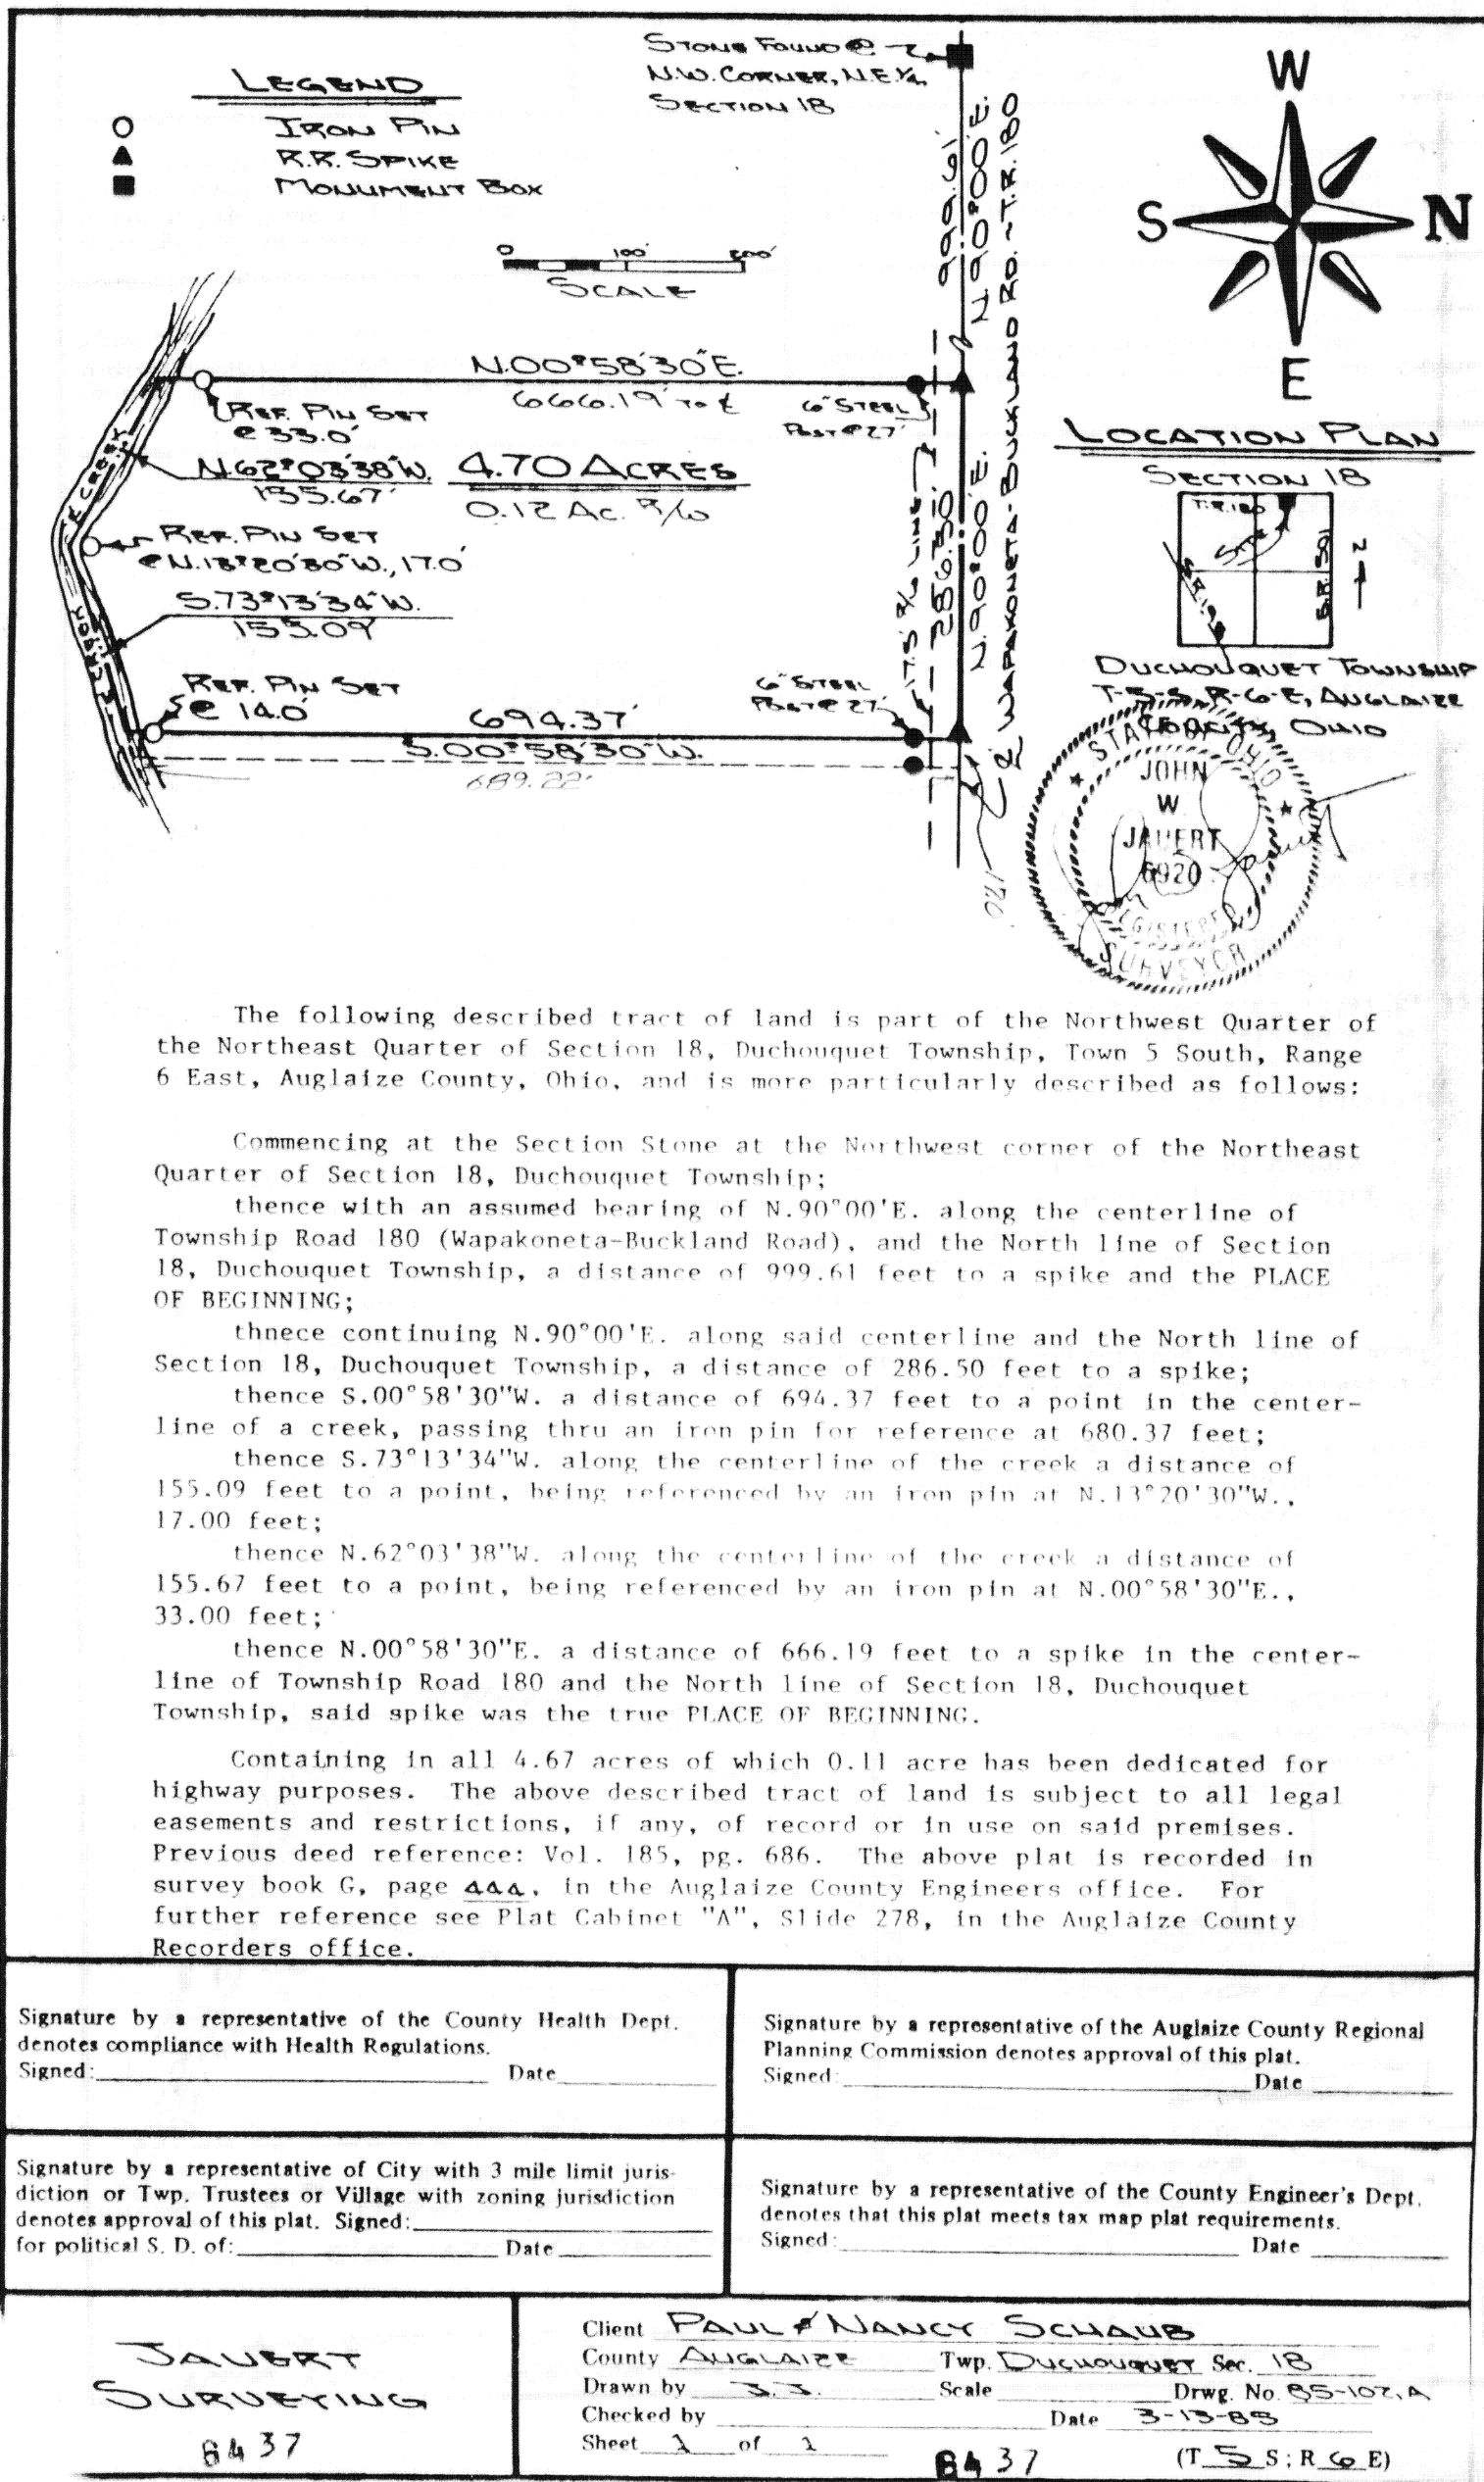 LEGEND
IRON PIN
R.R. SPIKE
MONUMENT BOX
0 100' 200'
SCALE
STONE FOUND @
N.W. CORNER, N.E. 1/4,
SECTION 18
999.61'
N.90°00'E.
WAPAKONETA-BUCKLAND RD. ~ T.R. 180
W
S N
E
N.00°58'30"E.
666.19' TO ℄
REF. PIN SET
@ 33.0'
6" STEEL
POST @ 27'
N.62°03'38"W.
155.67'
4.70 ACRES
0.12 AC. R/W
REF. PIN SET
@ N.13°20'30"W., 17.0'
S.73°13'34"W.
155.09'
REF. PIN SET
@ 14.0'
6" STEEL
POST @ 27'
694.37'
S.00°58'30"W.
689.22'
17.5' R/W LINE
286.50'
N.90°00'E.
℄ CREEK
LOCATION PLAN
SECTION 18
T.R. 180
SITE
S.R. 198
S.R. 501
N
DUCHOUQUET TOWNSHIP
T-5-S, R-6-E, AUGLAIZE
COUNTY, OHIO
STATE OF OHIO
JOHN
W
JAUERT
6920
REGISTERED
SURVEYOR
The following described tract of land is part of the Northwest Quarter of
the Northeast Quarter of Section 18, Duchouquet Township, Town 5 South, Range
6 East, Auglaize County, Ohio, and is more particularly described as follows:
Commencing at the Section Stone at the Northwest corner of the Northeast
Quarter of Section 18, Duchouquet Township;
thence with an assumed bearing of N.90°00'E. along the centerline of
Township Road 180 (Wapakoneta-Buckland Road), and the North line of Section
18, Duchouquet Township, a distance of 999.61 feet to a spike and the PLACE
OF BEGINNING;
thnece continuing N.90°00'E. along said centerline and the North line of
Section 18, Duchouquet Township, a distance of 286.50 feet to a spike;
thence S.00°58'30"W. a distance of 694.37 feet to a point in the center-
line of a creek, passing thru an iron pin for reference at 680.37 feet;
thence S.73°13'34"W. along the centerline of the creek a distance of
155.09 feet to a point, being referenced by an iron pin at N.13°20'30"W.,
17.00 feet;
thence N.62°03'38"W. along the centerline of the creek a distance of
155.67 feet to a point, being referenced by an iron pin at N.00°58'30"E.,
33.00 feet;
thence N.00°58'30"E. a distance of 666.19 feet to a spike in the center-
line of Township Road 180 and the North line of Section 18, Duchouquet
Township, said spike was the true PLACE OF BEGINNING.
Containing in all 4.67 acres of which 0.11 acre has been dedicated for
highway purposes. The above described tract of land is subject to all legal
easements and restrictions, if any, of record or in use on said premises.
Previous deed reference: Vol. 185, pg. 686. The above plat is recorded in
survey book G, page 444, in the Auglaize County Engineers office. For
further reference see Plat Cabinet "A", Slide 278, in the Auglaize County
Recorders office.
Signature by a representative of the County Health Dept.
denotes compliance with Health Regulations.
Signed: Date
Signature by a representative of the Auglaize County Regional
Planning Commission denotes approval of this plat.
Signed: Date
Signature by a representative of City with 3 mile limit juris-
diction or Twp. Trustees or Village with zoning jurisdiction
denotes approval of this plat. Signed:
for political S. D. of: Date
Signature by a representative of the County Engineer's Dept.
denotes that this plat meets tax map plat requirements.
Signed: Date
JAUERT
SURVEYING
8437
Client PAUL & NANCY SCHAUB
County AUGLAIZE Twp. DUCHOUQUET Sec. 18
Drawn by J.J. Scale Drwg. No. 85-102,A
Checked by Date 3-13-85
Sheet 1 of 1
8437 (T 5 S; R 6 E)